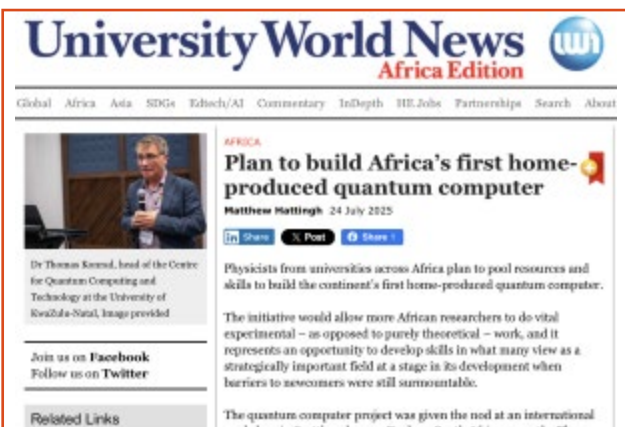 University World News
Africa Edition
Global Africa Asia SDGs Edtech/AI Commentary InDepth HE Jobs Partnerships Search About
AFRICA
Plan to build Africa's first home-
produced quantum computer
Matthew Hattingh 24 July 2025
in Share X Post Share 1
Dr Thomas Konrad, head of the Centre
for Quantum Computing and
Technology at the University of
KwaZulu-Natal, Image provided
Join us on Facebook
Follow us on Twitter
Related Links
Physicists from universities across Africa plan to pool resources and
skills to build the continent's first home-produced quantum computer.
The initiative would allow more African researchers to do vital
experimental – as opposed to purely theoretical – work, and it
represents an opportunity to develop skills in what many view as a
strategically important field at a stage in its development when
barriers to newcomers were still surmountable.
The quantum computer project was given the nod at an international